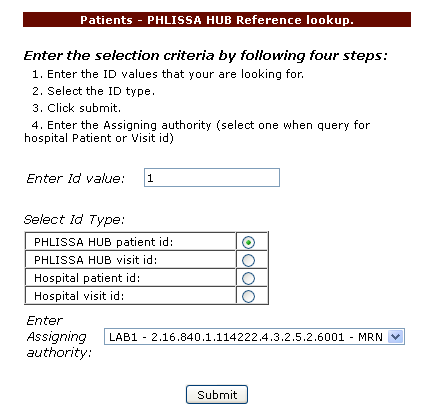 Patients - PHLISSA HUB Reference lookup.
Enter the selection criteria by following four steps:
1. Enter the ID values that your are looking for.
2. Select the ID type.
3. Click submit.
4. Enter the Assigning authority (select one when query for
hospital Patient or Visit id)
Enter Id value: 1
Select Id Type:
PHLISSA HUB patient id:
PHLISSA HUB visit id:
Hospital patient id:
Hospital visit id:
Enter
Assigning LAB1 - 2.16.840.1.114222.4.3.2.5.2.6001 - MRN
authority:
Submit